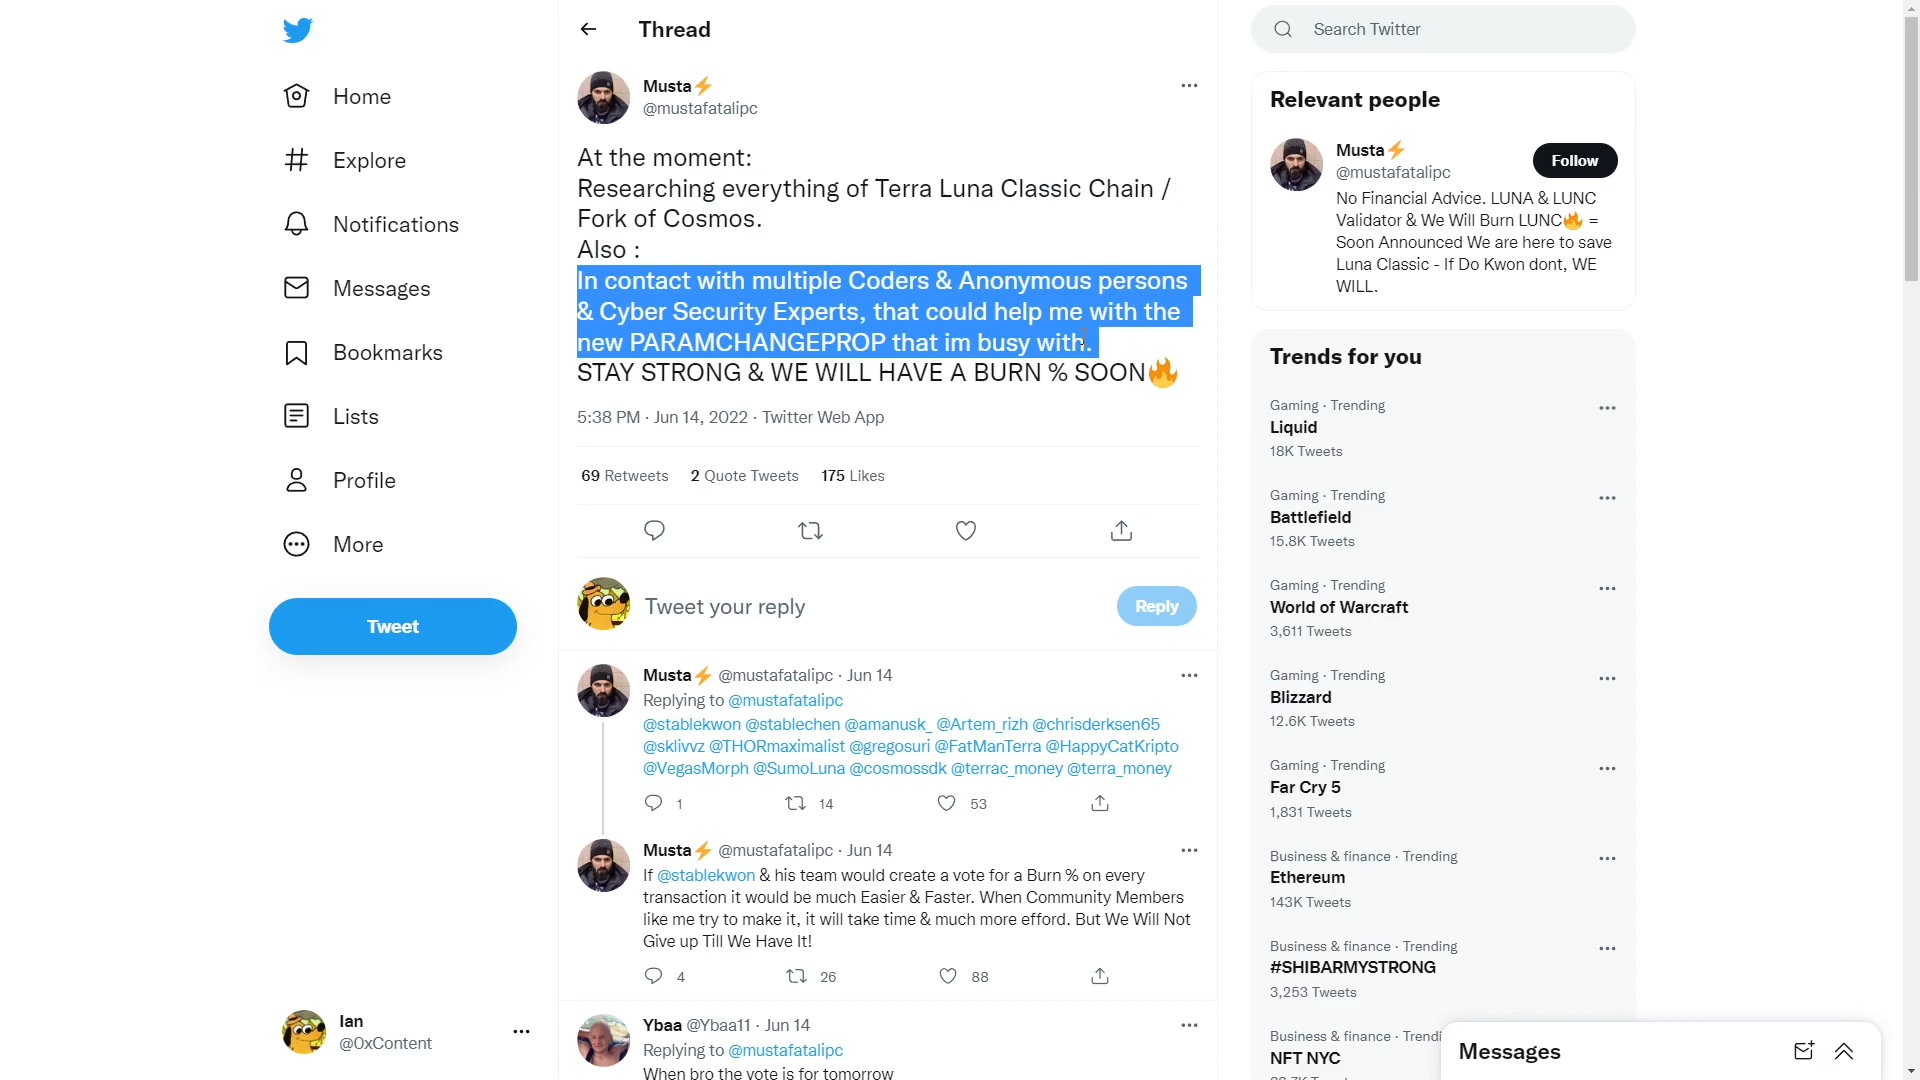 Home
Explore
Notifications
Messages
Bookmarks
Lists
Profile
More
Tweet
Ian
@0xContent
Thread
Musta⚡
@mustafatalipc
At the moment:
Researching everything of Terra Luna Classic Chain /
Fork of Cosmos.
Also :
In contact with multiple Coders & Anonymous persons
& Cyber Security Experts, that could help me with the
new PARAMCHANGEPROP that im busy with.
STAY STRONG & WE WILL HAVE A BURN % SOON🔥
5:38 PM · Jun 14, 2022 · Twitter Web App
69 Retweets 2 Quote Tweets 175 Likes
Tweet your reply
Reply
Musta⚡ @mustafatalipc · Jun 14
Replying to @mustafatalipc
@stablekwon @stablechen @amanusk_ @Artem_rizh @chrisderksen65
@sklivvz @THORmaximalist @gregosuri @FatManTerra @HappyCatKripto
@VegasMorph @SumoLuna @cosmossdk @terrac_money @terra_money
1 14 53
Musta⚡ @mustafatalipc · Jun 14
If @stablekwon & his team would create a vote for a Burn % on every
transaction it would be much Easier & Faster. When Community Members
like me try to make it, it will take time & much more efford. But We Will Not
Give up Till We Have It!
4 26 88
Ybaa @Ybaa11 · Jun 14
Replying to @mustafatalipc
When bro the vote is for tomorrow
Search Twitter
Relevant people
Musta⚡
@mustafatalipc
Follow
No Financial Advice. LUNA & LUNC
Validator & We Will Burn LUNC🔥 =
Soon Announced We are here to save
Luna Classic - If Do Kwon dont, WE
WILL.
Trends for you
Gaming · Trending
Liquid
18K Tweets
Gaming · Trending
Battlefield
15.8K Tweets
Gaming · Trending
World of Warcraft
3,611 Tweets
Gaming · Trending
Blizzard
12.6K Tweets
Gaming · Trending
Far Cry 5
1,831 Tweets
Business & finance · Trending
Ethereum
143K Tweets
Business & finance · Trending
#SHIBARMYSTRONG
3,253 Tweets
Business & finance · Trendi
NFT NYC
Messages